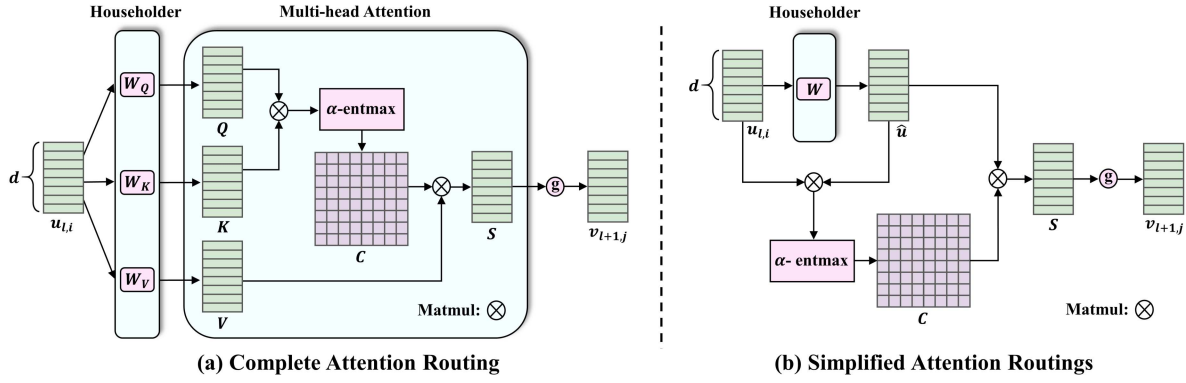 Householder
Multi-head Attention
W_Q
Q
α-entmax
d
u_{l,i}
W_K
K
C
S
g
v_{l+1,j}
W_V
V
Matmul: ⊗
(a) Complete Attention Routing
Householder
d
u_{l,i}
W
û
α- entmax
C
S
g
v_{l+1,j}
Matmul: ⊗
(b) Simplified Attention Routings